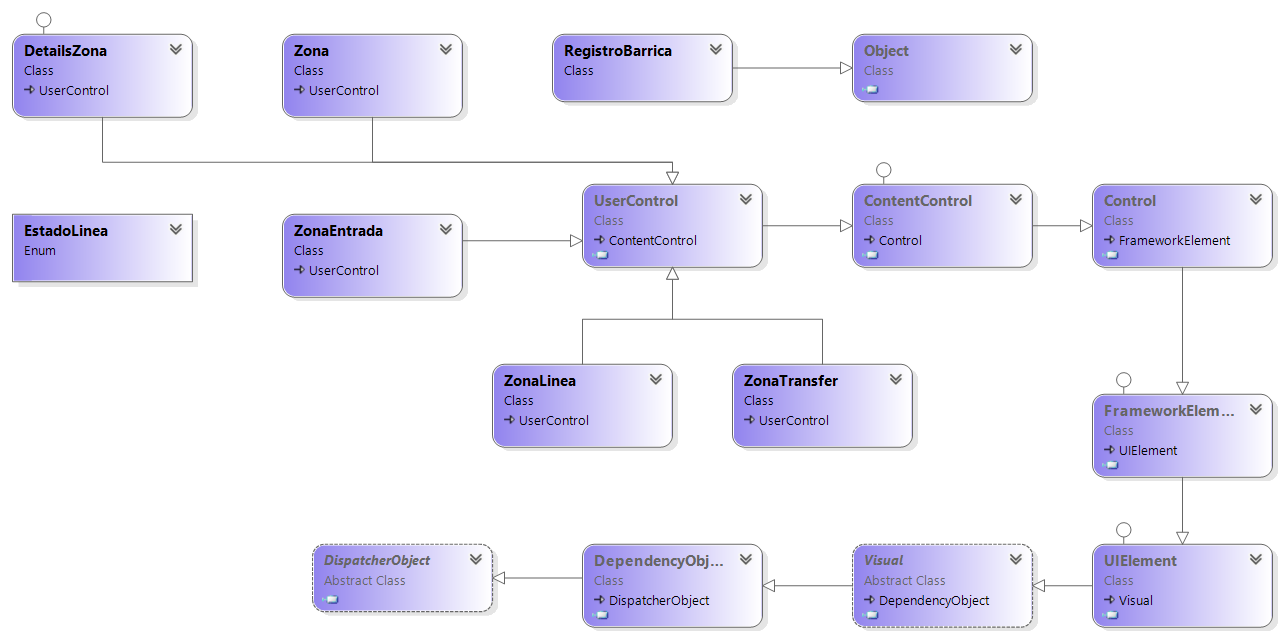 DetailsZona
Class
UserControl
Zona
Class
UserControl
RegistroBarrica
Class
Object
Class
EstadoLinea
Enum
ZonaEntrada
Class
UserControl
UserControl
Class
ContentControl
ContentControl
Class
Control
Control
Class
FrameworkElement
ZonaLinea
Class
UserControl
ZonaTransfer
Class
UserControl
FrameworkElem...
Class
UIElement
DispatcherObject
Abstract Class
DependencyObj...
Class
DispatcherObject
Visual
Abstract Class
DependencyObject
UIElement
Class
Visual